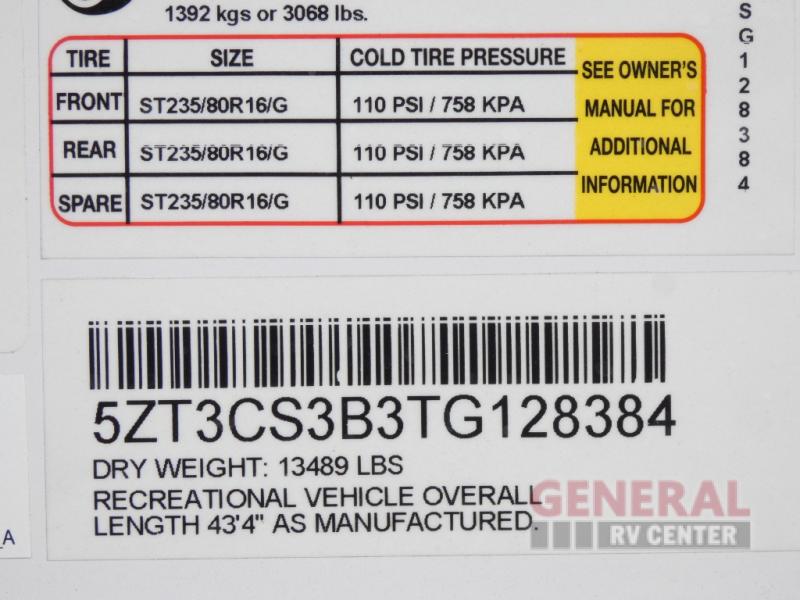 1392 kgs or 3068 lbs.
TIRE SIZE COLD TIRE PRESSURE
FRONT ST235/80R16/G 110 PSI / 758 KPA
REAR ST235/80R16/G 110 PSI / 758 KPA
SPARE ST235/80R16/G 110 PSI / 758 KPA
SEE OWNER'S
MANUAL FOR
ADDITIONAL
INFORMATION
S
G
1
2
8
3
8
4
5ZT3CS3B3TG128384
DRY WEIGHT: 13489 LBS
RECREATIONAL VEHICLE OVERALL
LENGTH 43'4" AS MANUFACTURED.
GENERAL
RV CENTER
_A